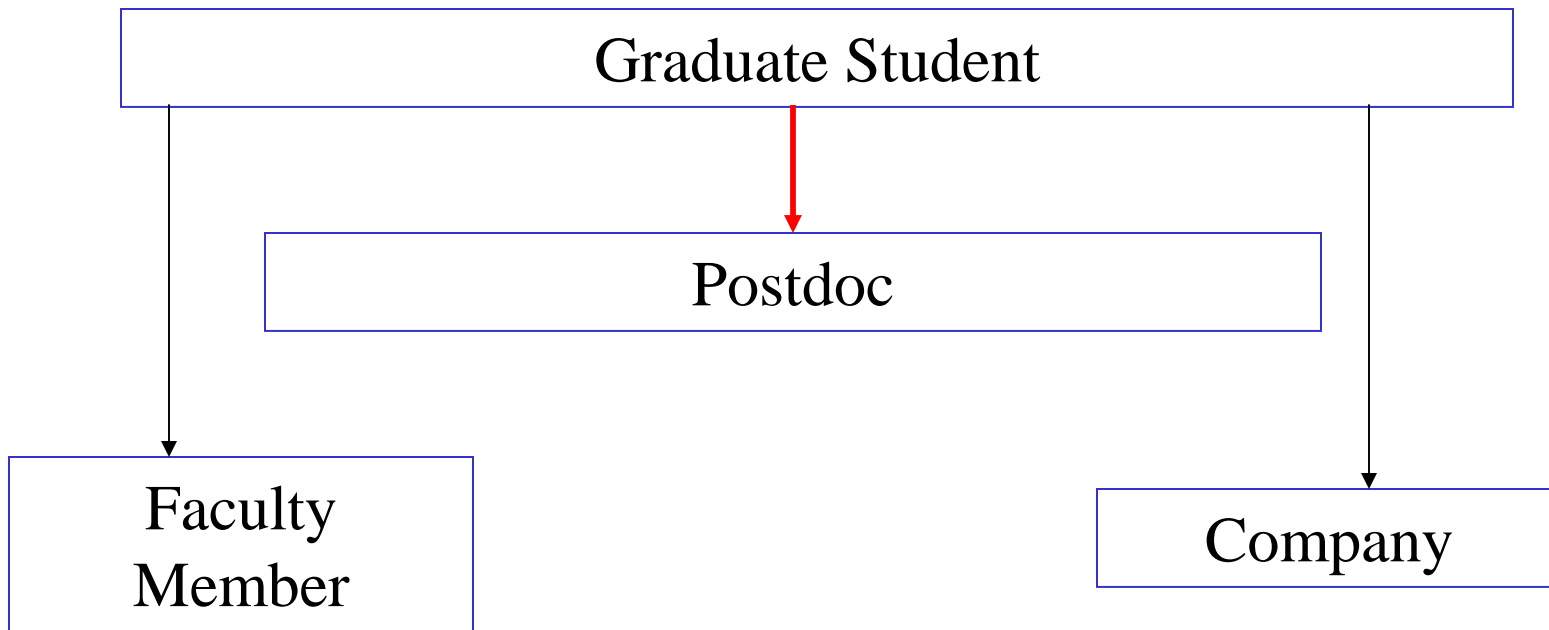 Graduate Student
Postdoc
Faculty
Member
Company